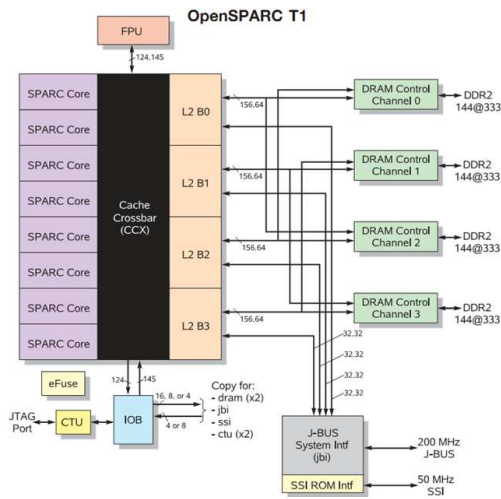 OpenSPARC T1
FPU
124,145
SPARC Core
SPARC Core
SPARC Core
SPARC Core
SPARC Core
SPARC Core
SPARC Core
SPARC Core
Cache
Crossbar
(CCX)
L2 B0
L2 B1
L2 B2
L2 B3
156,64
156,64
156,64
156,64
DRAM Control
Channel 0
DDR2
144@333
DRAM Control
Channel 1
DDR2
144@333
DRAM Control
Channel 2
DDR2
144@333
DRAM Control
Channel 3
DDR2
144@333
32,32
32,32
32,32
32,32
124
145
eFuse
JTAG
Port
CTU
IOB
16, 8, or 4
4 or 8
Copy for:
- dram (x2)
- jbi
- ssi
- ctu (x2)
J-BUS
System Intf
(jbi)
SSI ROM Intf
200 MHz
J-BUS
50 MHz
SSI